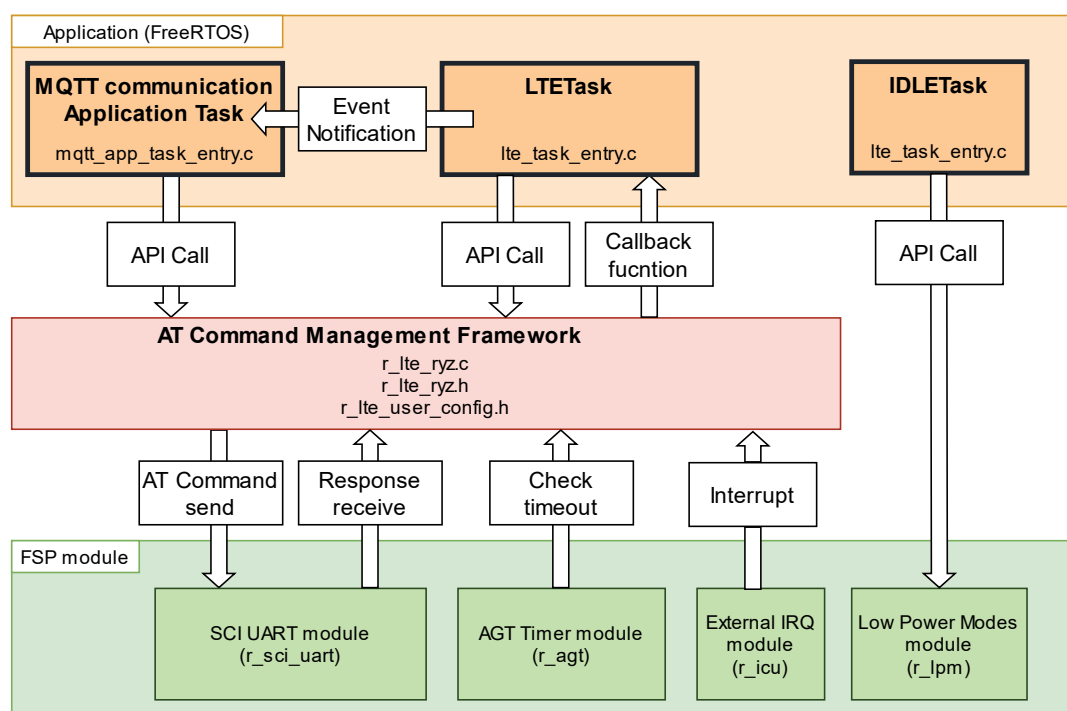 Application (FreeRTOS)
MQTT communication
Application Task
mqtt_app_task_entry.c
Event
Notification
LTETask
lte_task_entry.c
IDLETask
lte_task_entry.c
API Call
API Call
Callback
fucntion
API Call
AT Command Management Framework
r_lte_ryz.c
r_lte_ryz.h
r_lte_user_config.h
AT Command
send
Response
receive
Check
timeout
Interrupt
FSP module
SCI UART module
(r_sci_uart)
AGT Timer module
(r_agt)
External IRQ
module
(r_icu)
Low Power Modes
module
(r_lpm)